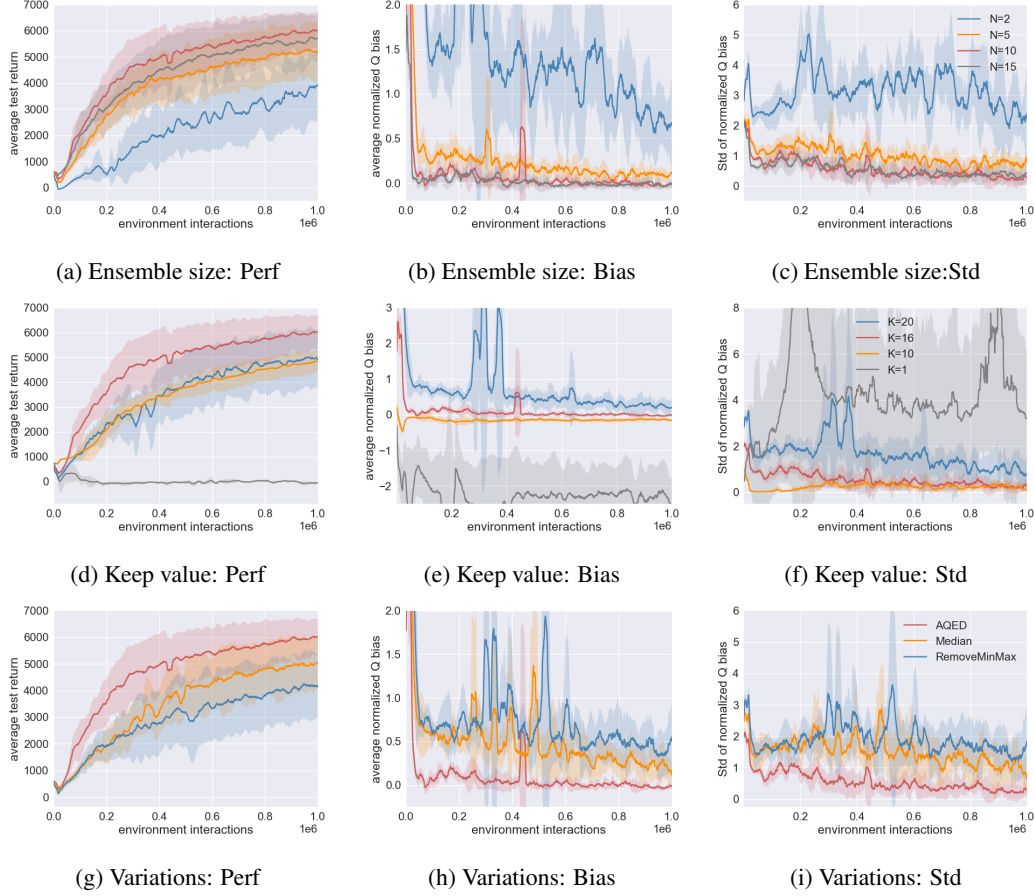 7000
6000
5000
4000
3000
2000
1000
0
average test return
0.0 0.2 0.4 0.6 0.8 1.0
environment interactions 1e6
(a) Ensemble size: Perf
2.0
1.5
1.0
0.5
0.0
average normalized Q bias
0.0 0.2 0.4 0.6 0.8 1.0
environment interactions 1e6
(b) Ensemble size: Bias
6
5
4
3
2
1
0
Std of normalized Q bias
N=2
N=5
N=10
N=15
0.2 0.4 0.6 0.8 1.0
environment interactions 1e6
(c) Ensemble size:Std
7000
6000
5000
4000
3000
2000
1000
0
average test return
0.0 0.2 0.4 0.6 0.8 1.0
environment interactions 1e6
(d) Keep value: Perf
3
2
1
0
−1
−2
average normalized Q bias
0.2 0.4 0.6 0.8 1.0
environment interactions 1e6
(e) Keep value: Bias
8
6
4
2
0
Std of normalized Q bias
K=20
K=16
K=10
K=1
0.2 0.4 0.6 0.8 1.0
environment interactions 1e6
(f) Keep value: Std
7000
6000
5000
4000
3000
2000
1000
0
average test return
0.0 0.2 0.4 0.6 0.8 1.0
environment interactions 1e6
(g) Variations: Perf
2.0
1.5
1.0
0.5
0.0
average normalized Q bias
0.0 0.2 0.4 0.6 0.8 1.0
environment interactions 1e6
(h) Variations: Bias
6
5
4
3
2
1
0
Std of normalized Q bias
AQED
Median
RemoveMinMax
0.2 0.4 0.6 0.8 1.0
environment interactions 1e6
(i) Variations: Std